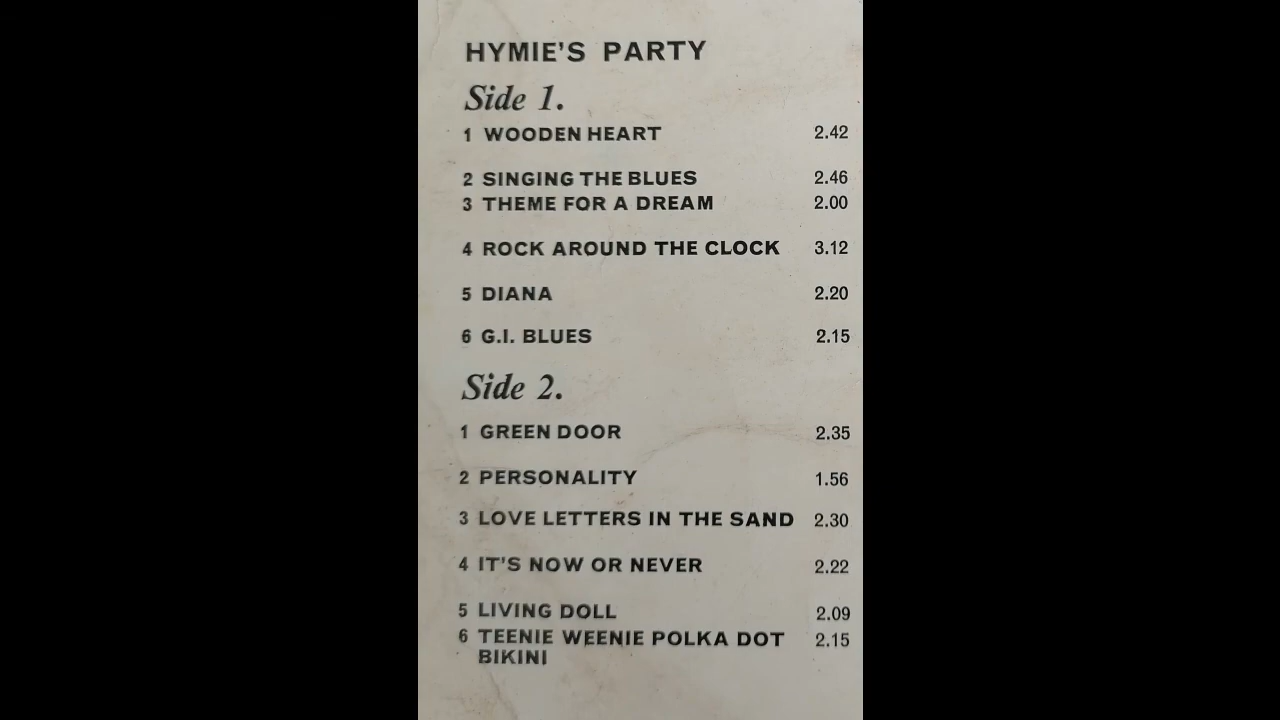 HYMIE'S PARTY
Side 1.
1 WOODEN HEART 2.42
2 SINGING THE BLUES 2.46
3 THEME FOR A DREAM 2.00
4 ROCK AROUND THE CLOCK 3.12
5 DIANA 2.20
6 G.I. BLUES 2.15
Side 2.
1 GREEN DOOR 2.35
2 PERSONALITY 1.56
3 LOVE LETTERS IN THE SAND 2.30
4 IT'S NOW OR NEVER 2.22
5 LIVING DOLL 2.09
6 TEENIE WEENIE POLKA DOT 2.15
BIKINI